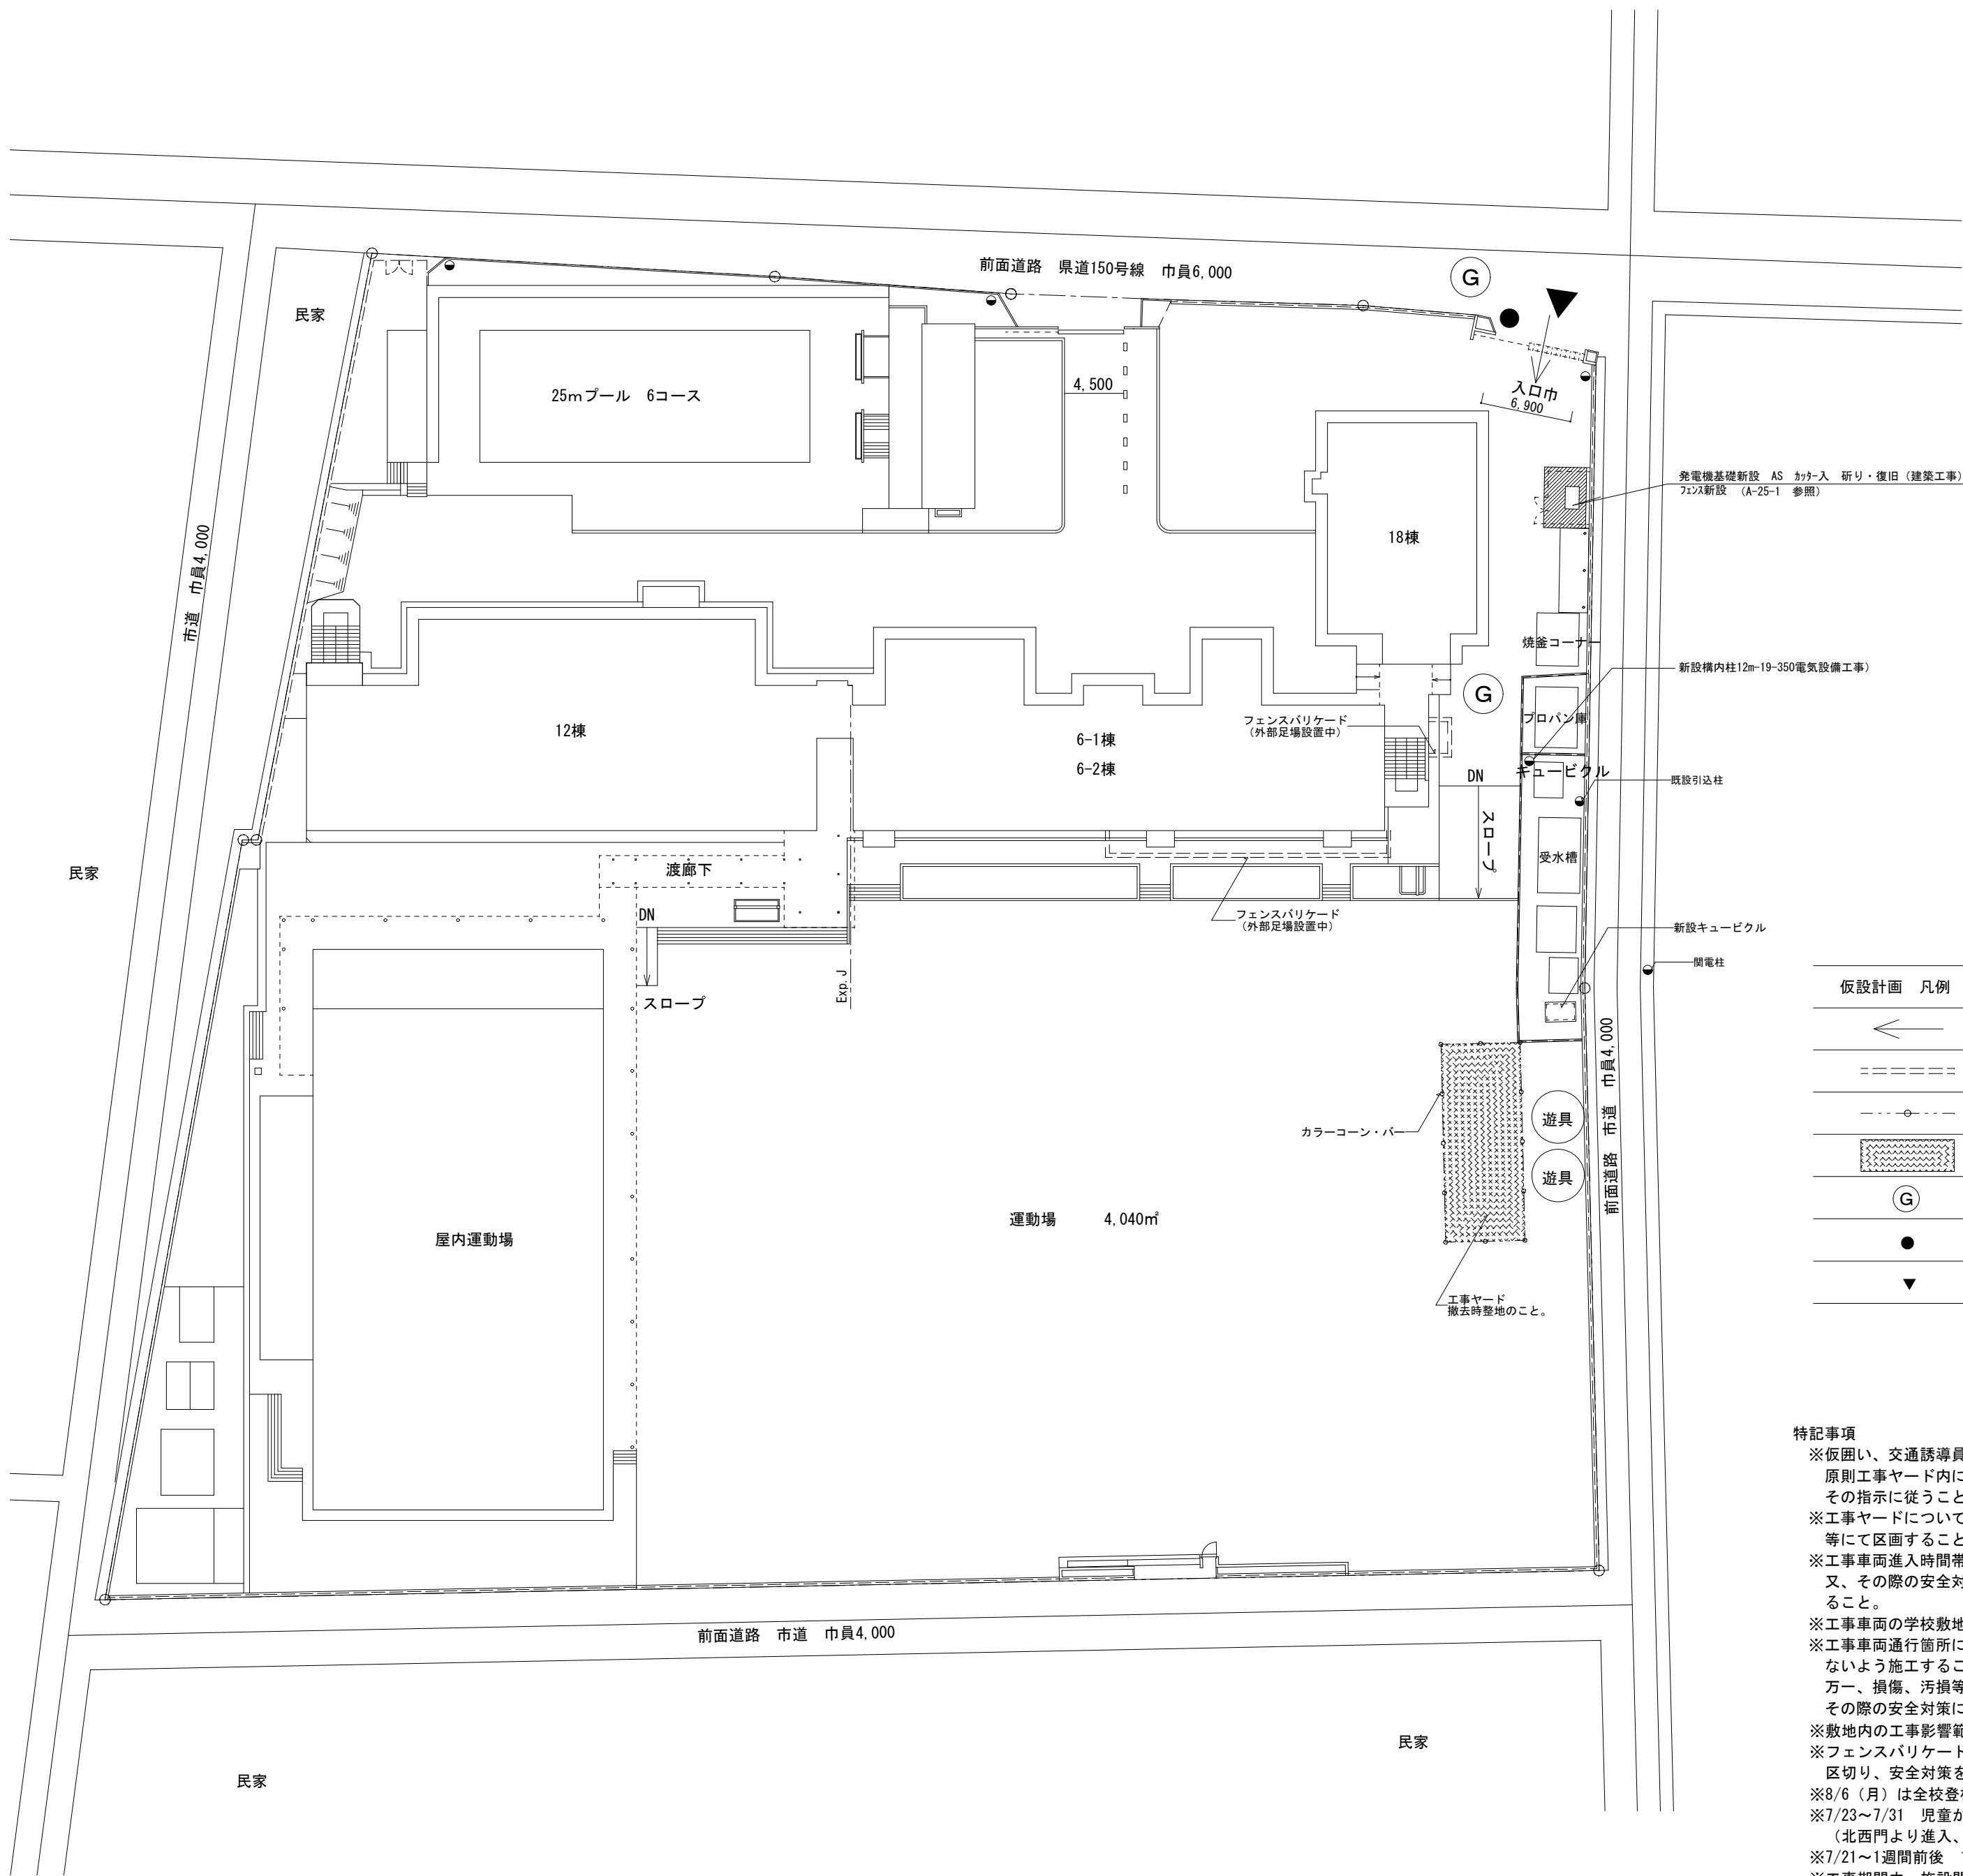 前面道路　県道150号線　巾員6,000
G
民家
25mプール　6コース
4,500
入口巾
6,900
発電機基礎新設　AS　カッター入　斫り・復旧（建築工事）
フェンス新設　（A-25-1　参照）
18棟
市道　巾員4,000
焼釜コーナー
新設構内柱12m-19-350電気設備工事）
G
プロパン庫
フェンスバリケード
（外部足場設置中）
12棟
6-1棟
6-2棟
キュービクル
DN
既設引込柱
スロープ
受水槽
民家
渡廊下
DN
フェンスバリケード
（外部足場設置中）
新設キュービクル
関電柱
スロープ
Exp.J
仮設計画　凡例
前面道路　市道　巾員4,000
カラーコーン・バー
遊具
遊具
G
運動場　4,040㎡
屋内運動場
工事ヤード
撤去時整地のこと。
特記事項
※仮囲い、交通誘導員
原則工事ヤード内に
その指示に従うこと
※工事ヤードについて
等にて区画すること
※工事車両進入時間帯
又、その際の安全対
ること。
※工事車両の学校敷地
※工事車両通行箇所に
ないよう施工するこ
万一、損傷、汚損等
その際の安全対策に
※敷地内の工事影響範
※フェンスバリケード
区切り、安全対策を
※8/6（月）は全校登校
※7/23～7/31　児童が
（北西門より進入、
※7/21～1週間前後
前面道路　市道　巾員4,000
民家
民家